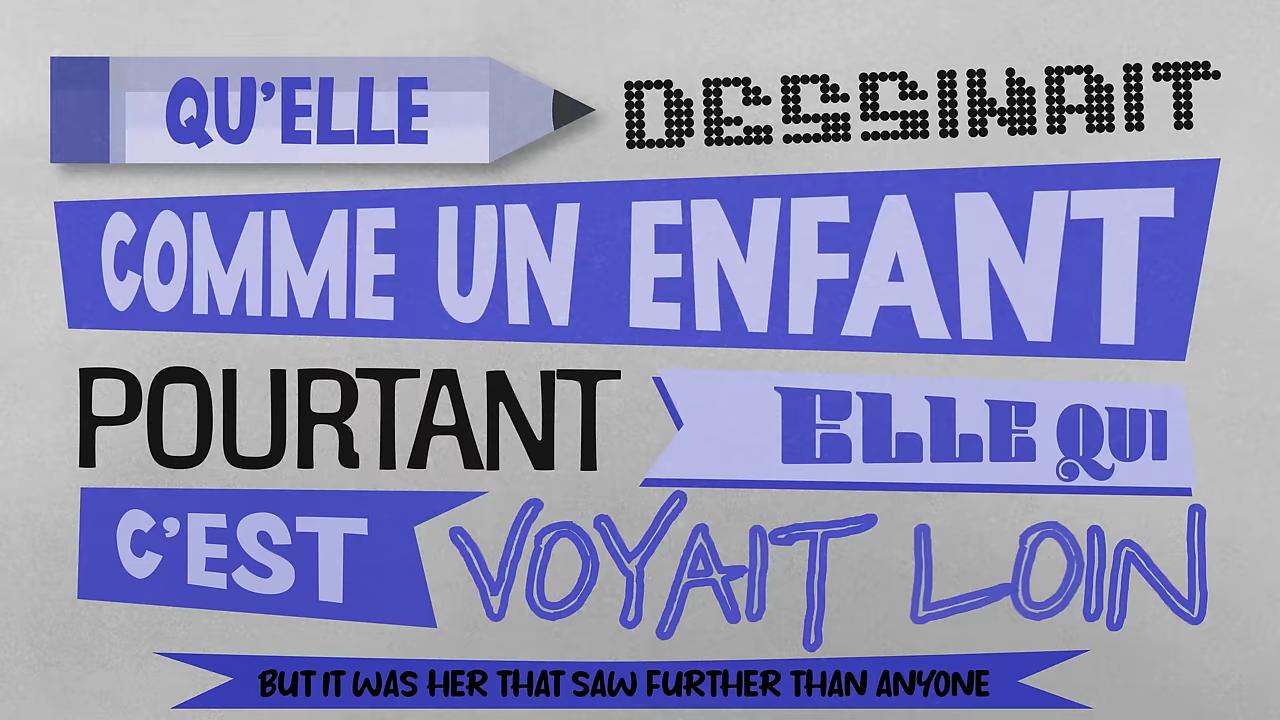 QU'ELLE DESSINAIT
COMME UN ENFANT
POURTANT ELLE QUI
C'EST VOYAIT LOIN
BUT IT WAS HER THAT SAW FURTHER THAN ANYONE